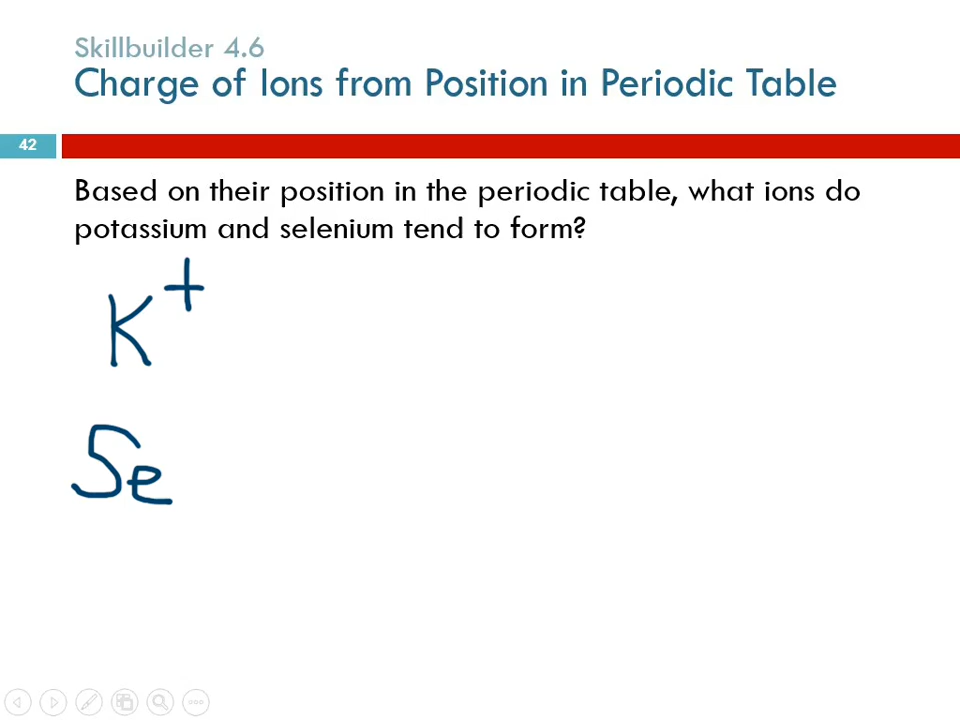 Skillbuilder 4.6
Charge of Ions from Position in Periodic Table
42
Based on their position in the periodic table, what ions do
potassium and selenium tend to form?
K⁺
Se